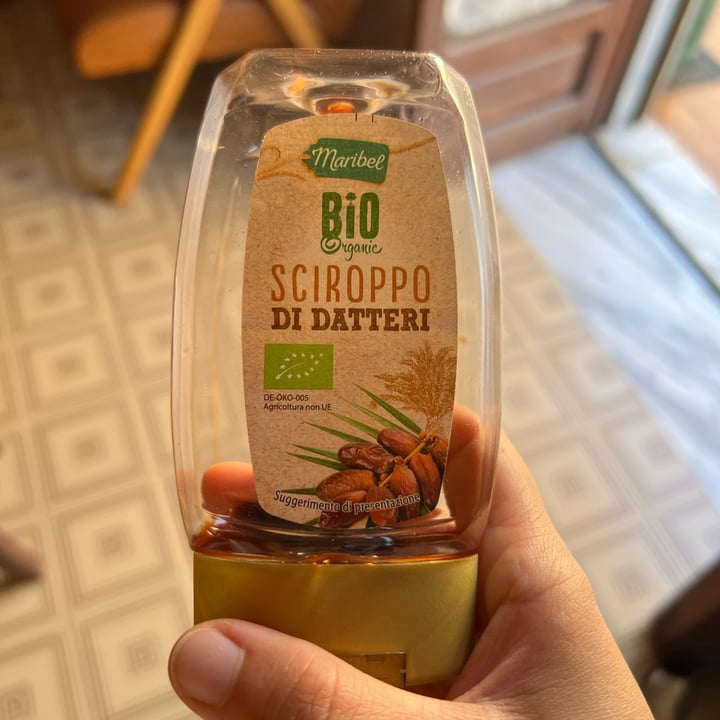 Maribel
BiO
Organic
SCIROPPO
DI DATTERI
DE-ÖKO-005
Agricoltura non UE
Suggerimento di presentazione